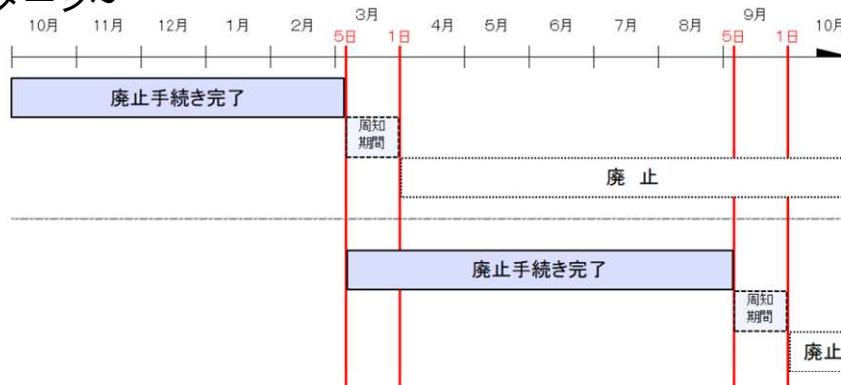 10月 11月 12月 1月 2月 3月 4月 5月 6月 7月 8月 9月 10月
5日 1日 5日 1日
廃止手続き完了
周知
期間
廃 止
廃止手続き完了
周知
期間
廃止